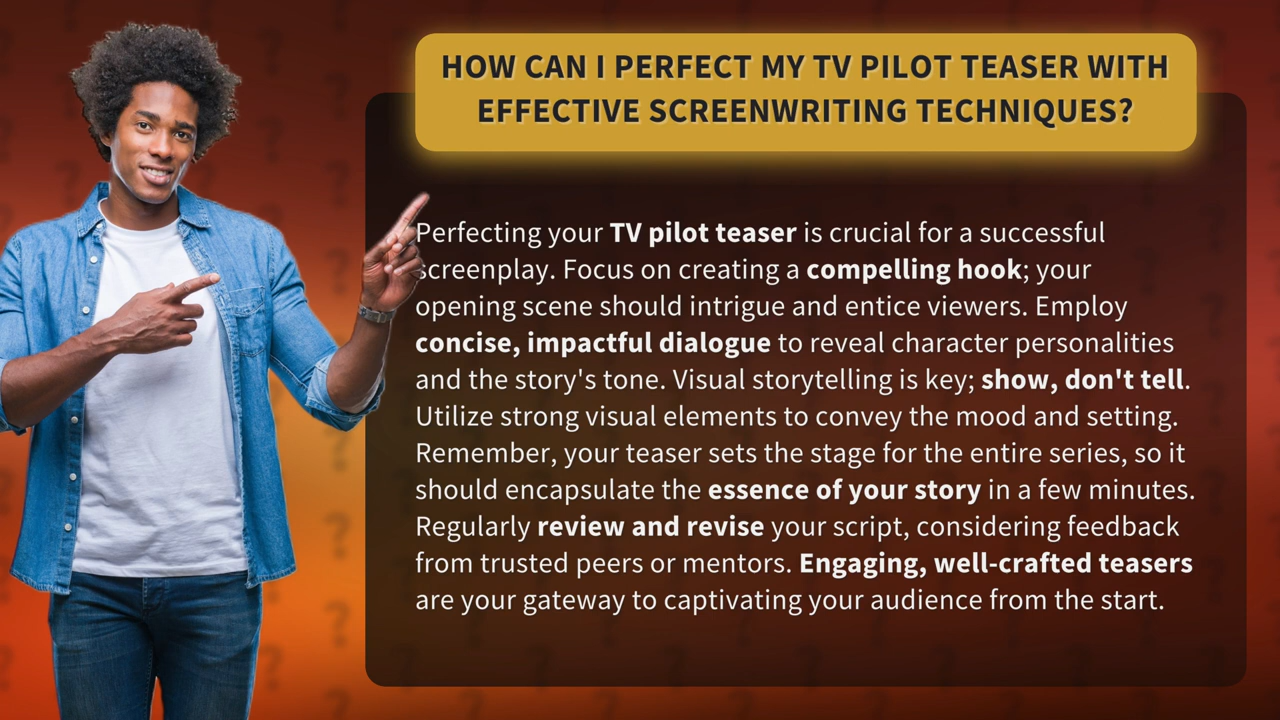 HOW CAN I PERFECT MY TV PILOT TEASER WITH
EFFECTIVE SCREENWRITING TECHNIQUES?
Perfecting your TV pilot teaser is crucial for a successful
screenplay. Focus on creating a compelling hook; your
opening scene should intrigue and entice viewers. Employ
concise, impactful dialogue to reveal character personalities
and the story's tone. Visual storytelling is key; show, don't tell.
Utilize strong visual elements to convey the mood and setting.
Remember, your teaser sets the stage for the entire series, so it
should encapsulate the essence of your story in a few minutes.
Regularly review and revise your script, considering feedback
from trusted peers or mentors. Engaging, well-crafted teasers
are your gateway to captivating your audience from the start.